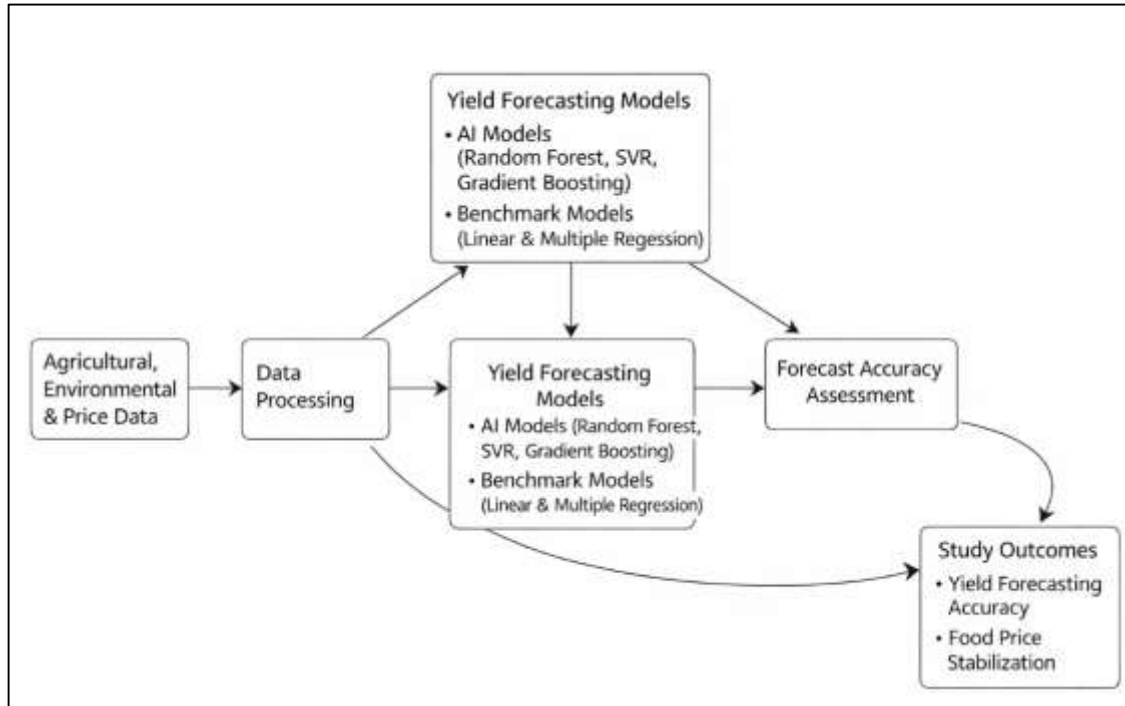 Yield Forecasting Models
• AI Models
(Random Forest, SVR,
Gradient Boosting)
• Benchmark Models
(Linear & Multiple Regression)
Agricultural,
Environmental
& Price Data
Data
Processing
Yield Forecasting
Models
• AI Models (Random Forest,
SVR, Gradient Boosting)
• Benchmark Models
(Linear & Multiple Regression)
Forecast Accuracy
Assessment
Study Outcomes
• Yield Forecasting
Accuracy
• Food Price
Stabilization